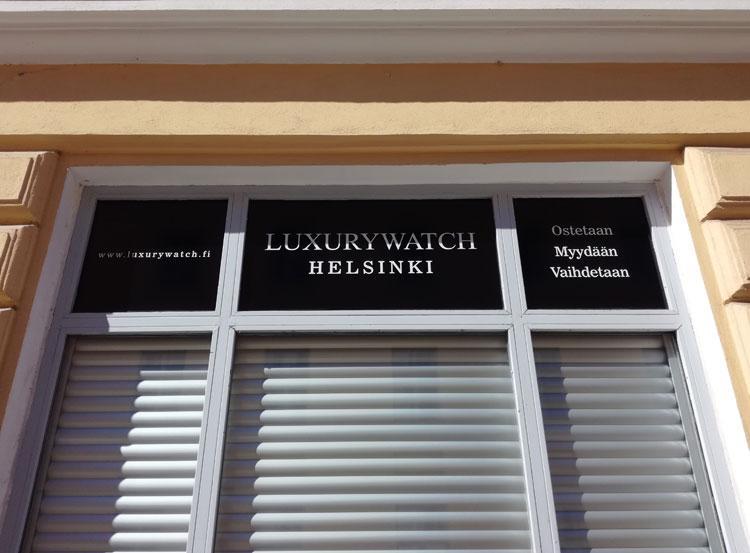 www.luxurywatch.fi
LUXURYWATCH
HELSINKI
Ostetaan
Myydään
Vaihdetaan